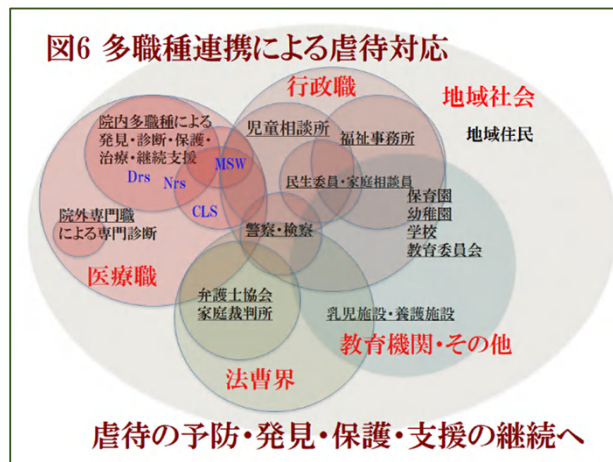 図6 多職種連携による虐待対応
行政職
地域社会
地域住民
院内多職種による
発見・診断・保護・
治療・継続支援
Drs
Nrs
MSW
CLS
児童相談所
福祉事務所
民生委員・家庭相談員
保育園
幼稚園
学校
教育委員会
院外専門職
による専門診断
警察・検察
医療職
弁護士協会
家庭裁判所
乳児施設・養護施設
教育機関・その他
法曹界
虐待の予防・発見・保護・支援の継続へ